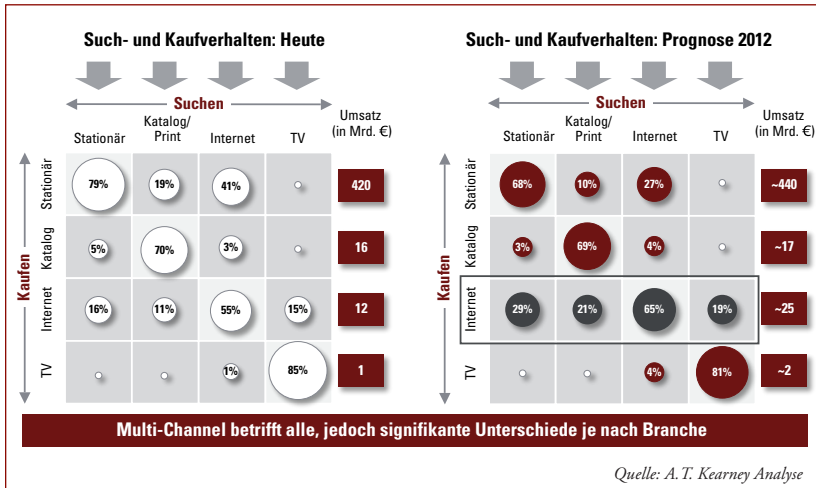 Such- und Kaufverhalten: Heute
Suchen
Stationär Katalog/ Print Internet TV Umsatz (in Mrd. €)
Kaufen
Stationär 79% 19% 41% 420
Katalog 5% 70% 3% 16
Internet 16% 11% 55% 15% 12
TV 1% 85% 1
Such- und Kaufverhalten: Prognose 2012
Suchen
Stationär Katalog/ Print Internet TV Umsatz (in Mrd. €)
Kaufen
Stationär 68% 10% 27% ~440
Katalog 3% 69% 4% ~17
Internet 29% 21% 65% 19% ~25
TV 4% 81% ~2
Multi-Channel betrifft alle, jedoch signifikante Unterschiede je nach Branche
Quelle: A.T. Kearney Analyse